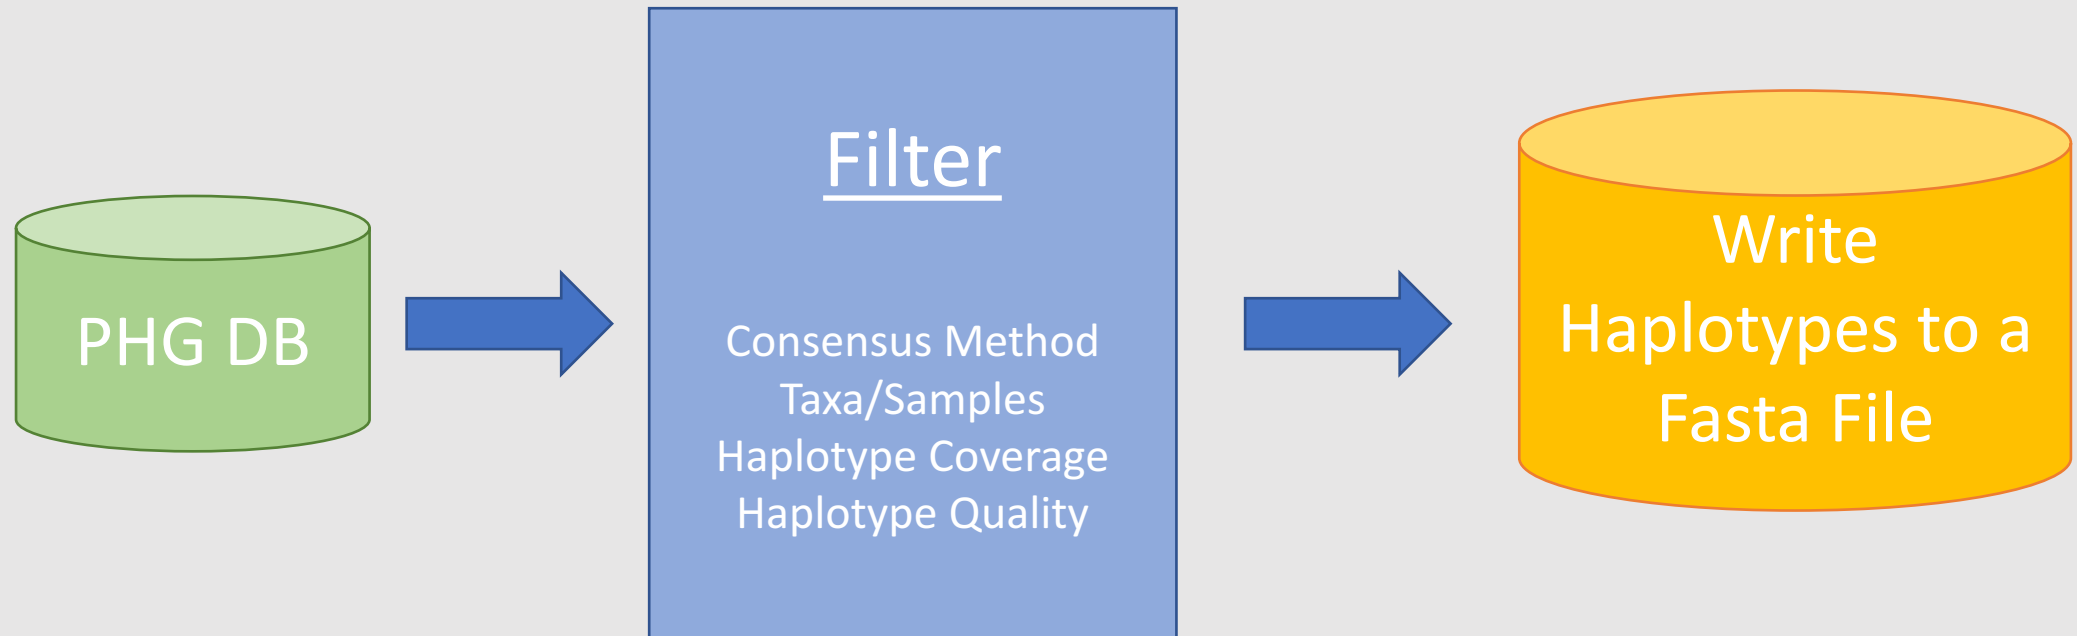 PHG DB
Filter
Consensus Method
Taxa/Samples
Haplotype Coverage
Haplotype Quality
Write
Haplotypes to a
Fasta File